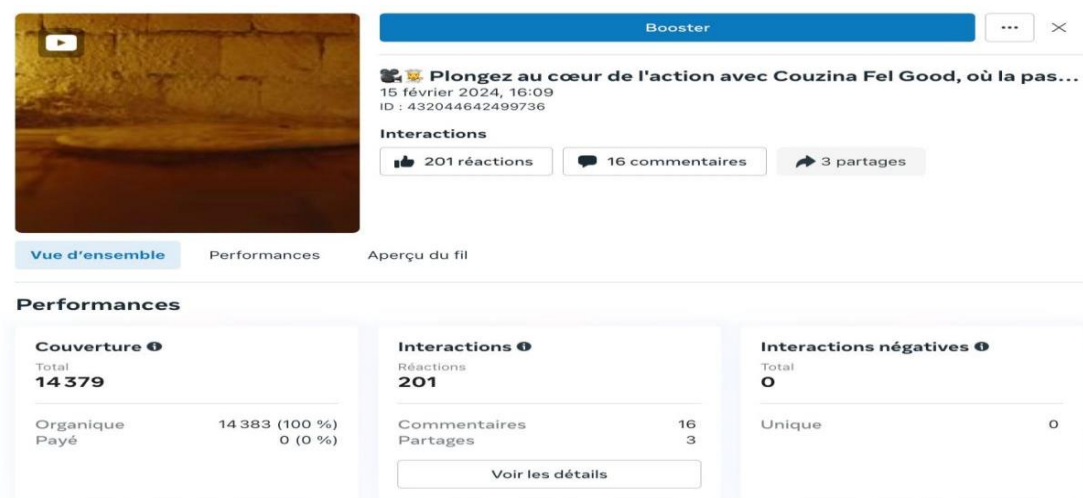 Booster
Plongez au cœur de l'action avec Couzina Fel Good, où la pas...
15 février 2024, 16:09
ID : 432044642499736
Interactions
201 réactions
16 commentaires
3 partages
Vue d'ensemble
Performances
Aperçu du fil
Performances
Couverture
Total
14 379
Organique 14 383 (100 %)
Payé 0 (0 %)
Interactions
Réactions
201
Commentaires 16
Partages 3
Voir les détails
Interactions négatives
Total
0
Unique 0